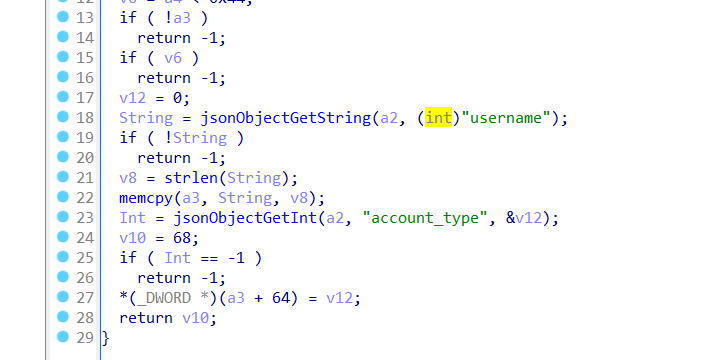 13 if ( !a3 )
14 return -1;
15 if ( v6 )
16 return -1;
17 v12 = 0;
18 String = jsonObjectGetString(a2, (int)"username");
19 if ( !String )
20 return -1;
21 v8 = strlen(String);
22 memcpy(a3, String, v8);
23 Int = jsonObjectGetInt(a2, "account_type", &v12);
24 v10 = 68;
25 if ( Int == -1 )
26 return -1;
27 *(_DWORD *)(a3 + 64) = v12;
28 return v10;
29 }